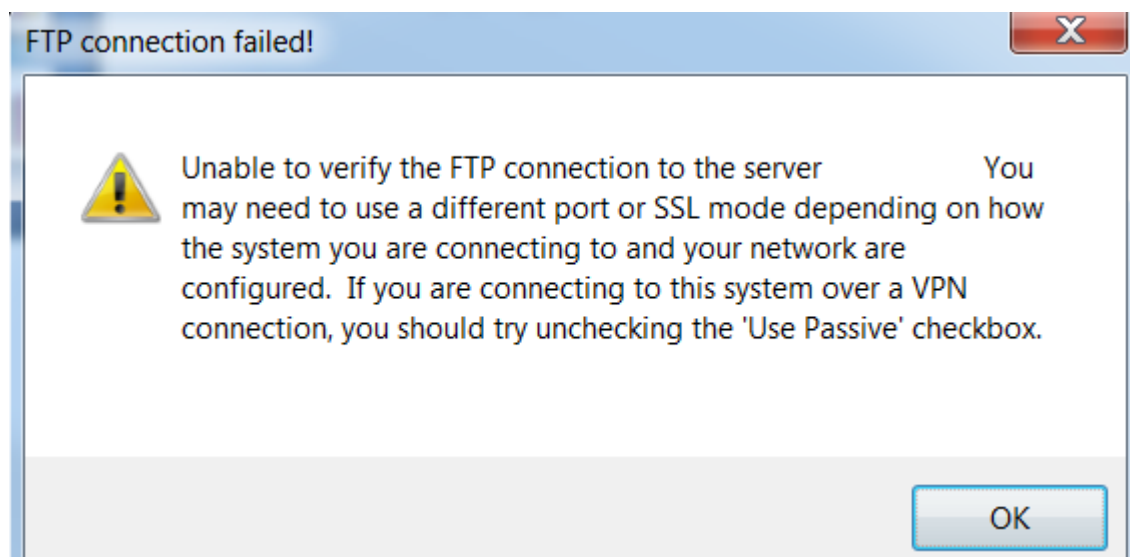 FTP connection failed!
Unable to verify the FTP connection to the server You
may need to use a different port or SSL mode depending on how
the system you are connecting to and your network are
configured. If you are connecting to this system over a VPN
connection, you should try unchecking the 'Use Passive' checkbox.
OK